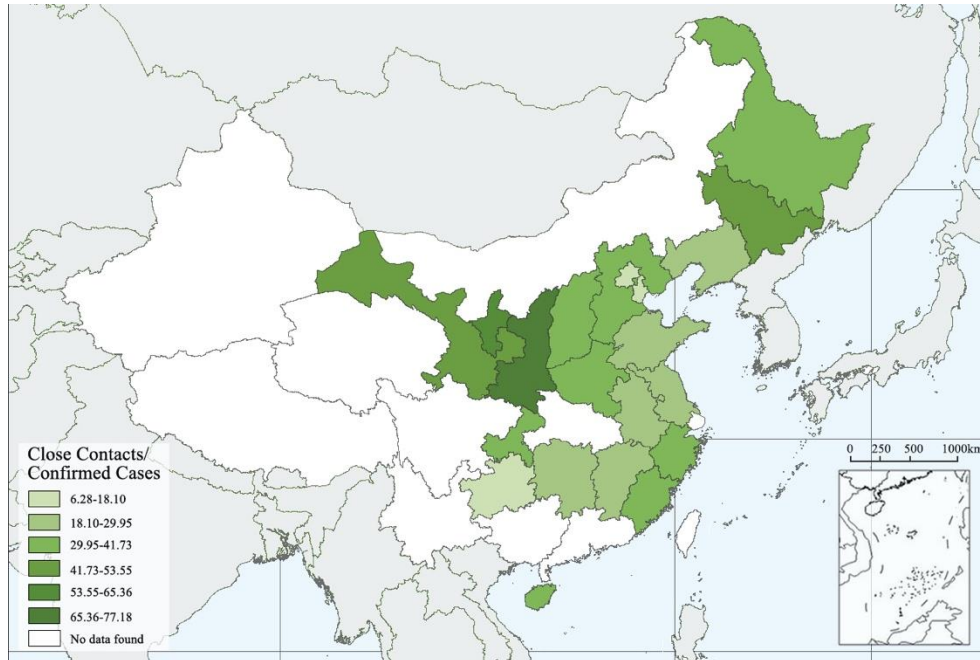 Close Contacts/
Confirmed Cases
6.28-18.10
18.10-29.95
29.95-41.73
41.73-53.55
53.55-65.36
65.36-77.18
No data found
0 250 500 1000km